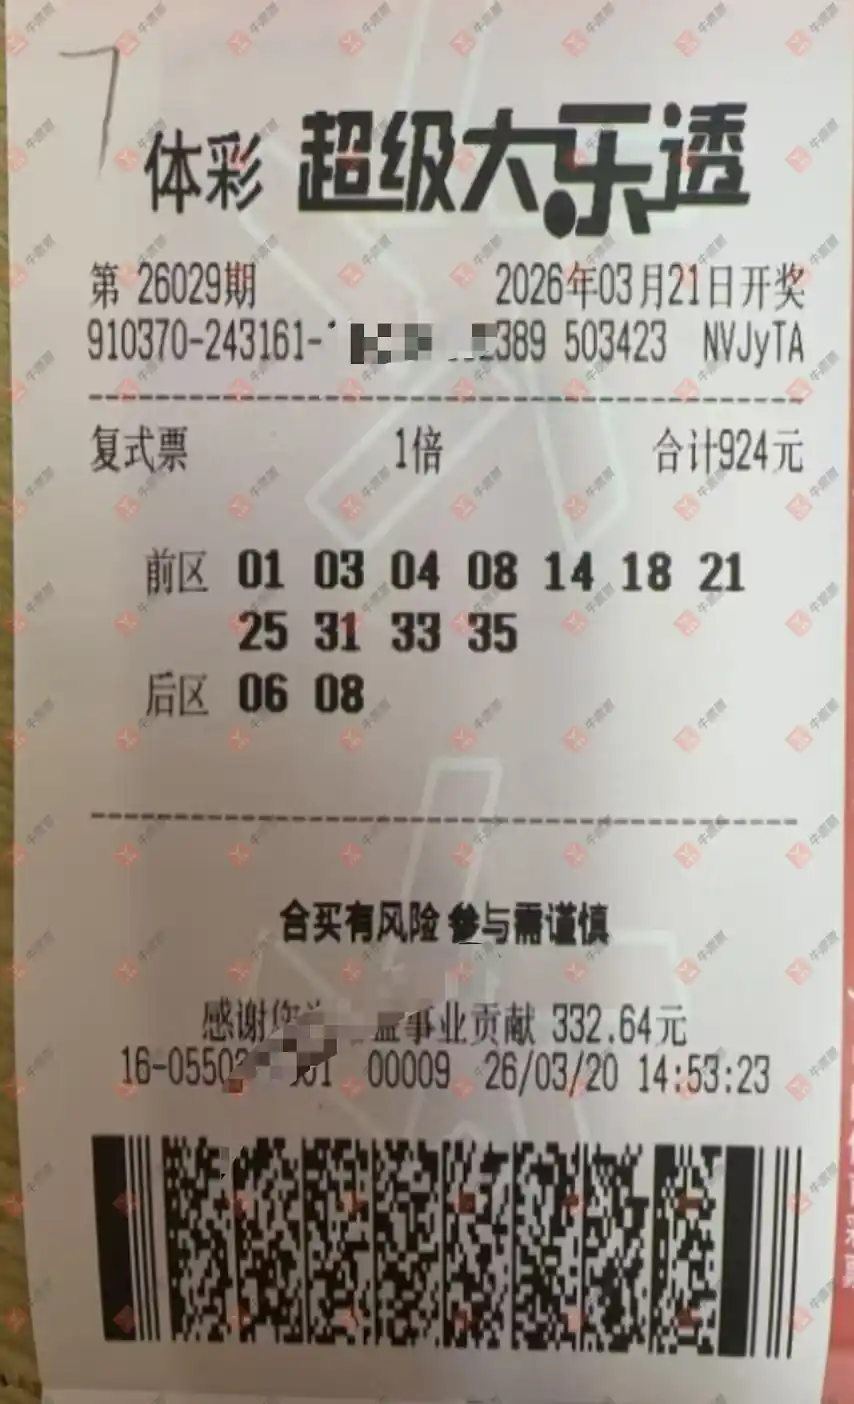 7
体彩 超级大乐透
第 26029期 2026年03月21日开奖
910370-243161- 389 503423 NVJyTA
复式票 1倍 合计924元
前区 01 03 04 08 14 18 21
25 31 33 35
后区 06 08
合买有风险 参与需谨慎
感谢您 益事业贡献 332.64元
16-0550 00009 26/03/20 14:53:23